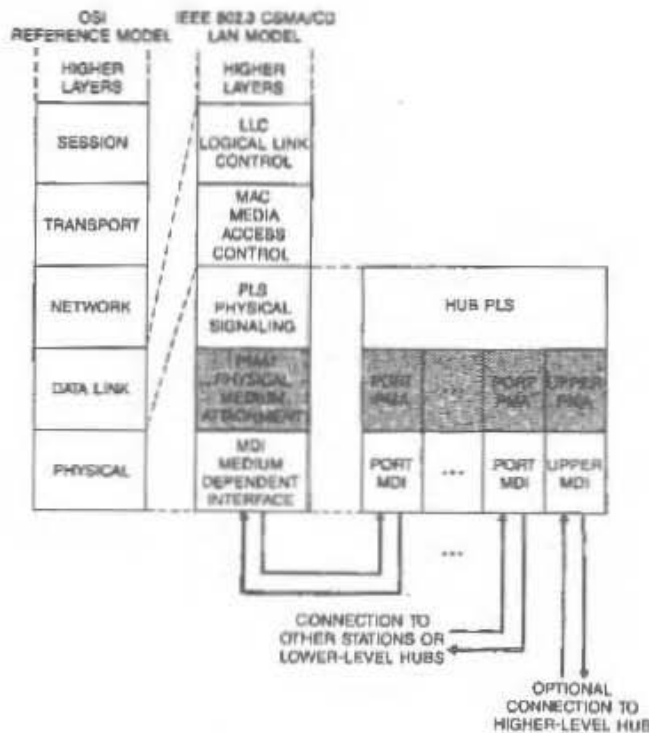 OSI
REFERENCE MODEL
IEEE 802.3 CSMA/CD
LAN MODEL
HIGHER
LAYERS
SESSION
TRANSPORT
NETWORK
DATA LINK
PHYSICAL
HIGHER
LAYERS
LLC
LOGICAL LINK
CONTROL
MAC
MEDIA
ACCESS
CONTROL
PLS
PHYSICAL
SIGNALING
PHYSICAL
MEDIUM
ATTACHMENT
MDI
MEDIUM
DEPENDENT
INTERFACE
HUB PLS
PORT
PMA
...
PORT
PMA
UPPER
PMA
PORT
MDI
...
PORT
MDI
UPPER
MDI
...
CONNECTION TO
OTHER STATIONS OR
LOWER-LEVEL HUBS
OPTIONAL
CONNECTION TO
HIGHER-LEVEL HUB